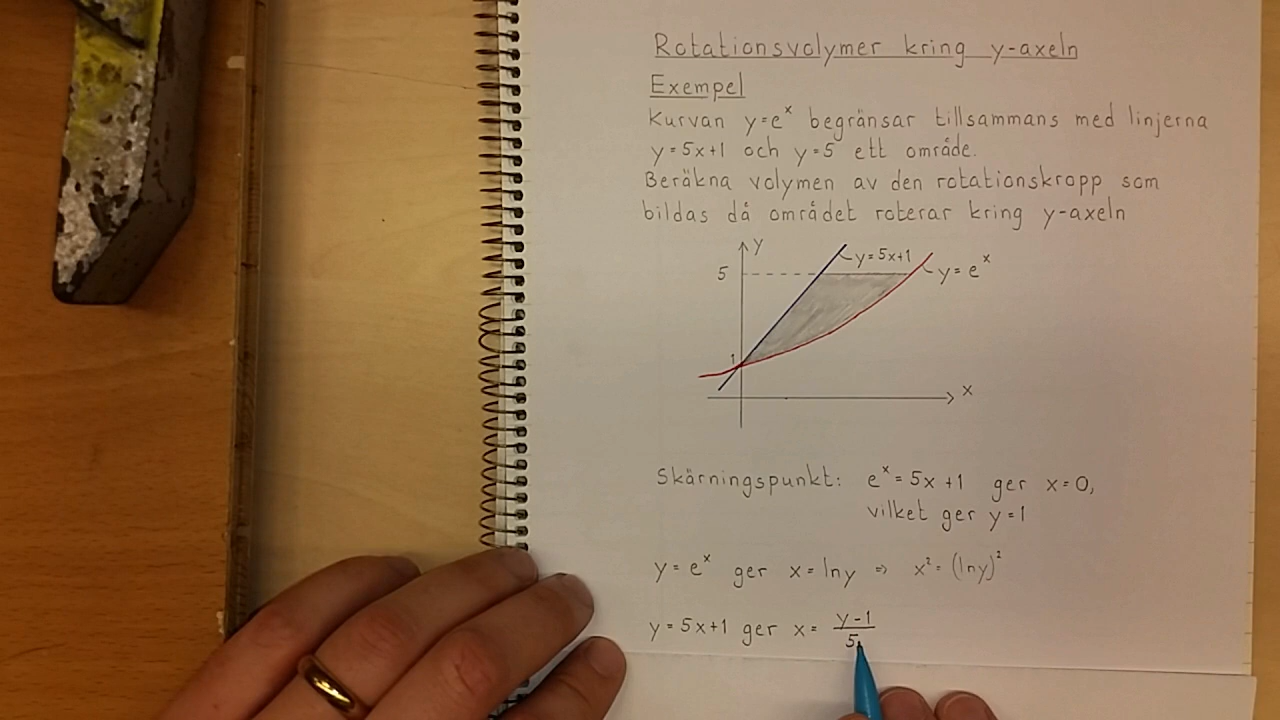 Rotationsvolymer kring y-axeln
Exempel
Kurvan y=e^x begränsar tillsammans med linjerna
y=5x+1 och y=5 ett område.
Beräkna volymen av den rotationskropp som
bildas då området roterar kring y-axeln
y
5
y=5x+1
y=e^x
1
x
Skärningspunkt: e^x=5x+1 ger x=0,
vilket ger y=1
y=e^x ger x=lny ⇒ x²=(lny)²
y=5x+1 ger x= (y-1)/5